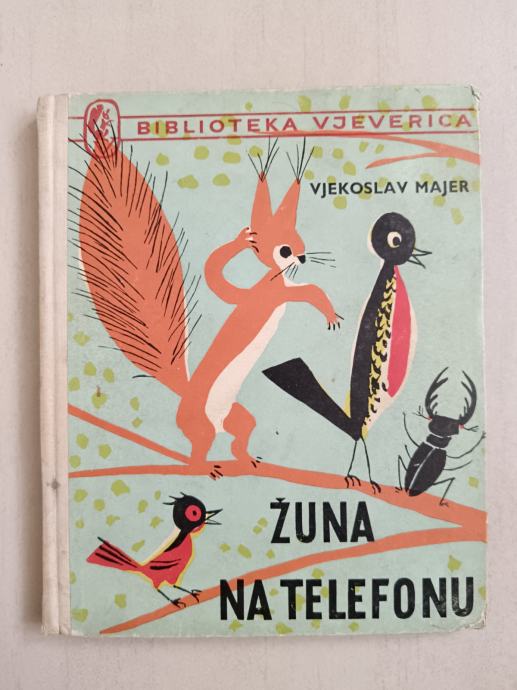 BIBLIOTEKA VJEVERICA
VJEKOSLAV MAJER
ŽUNA
NA TELEFONU